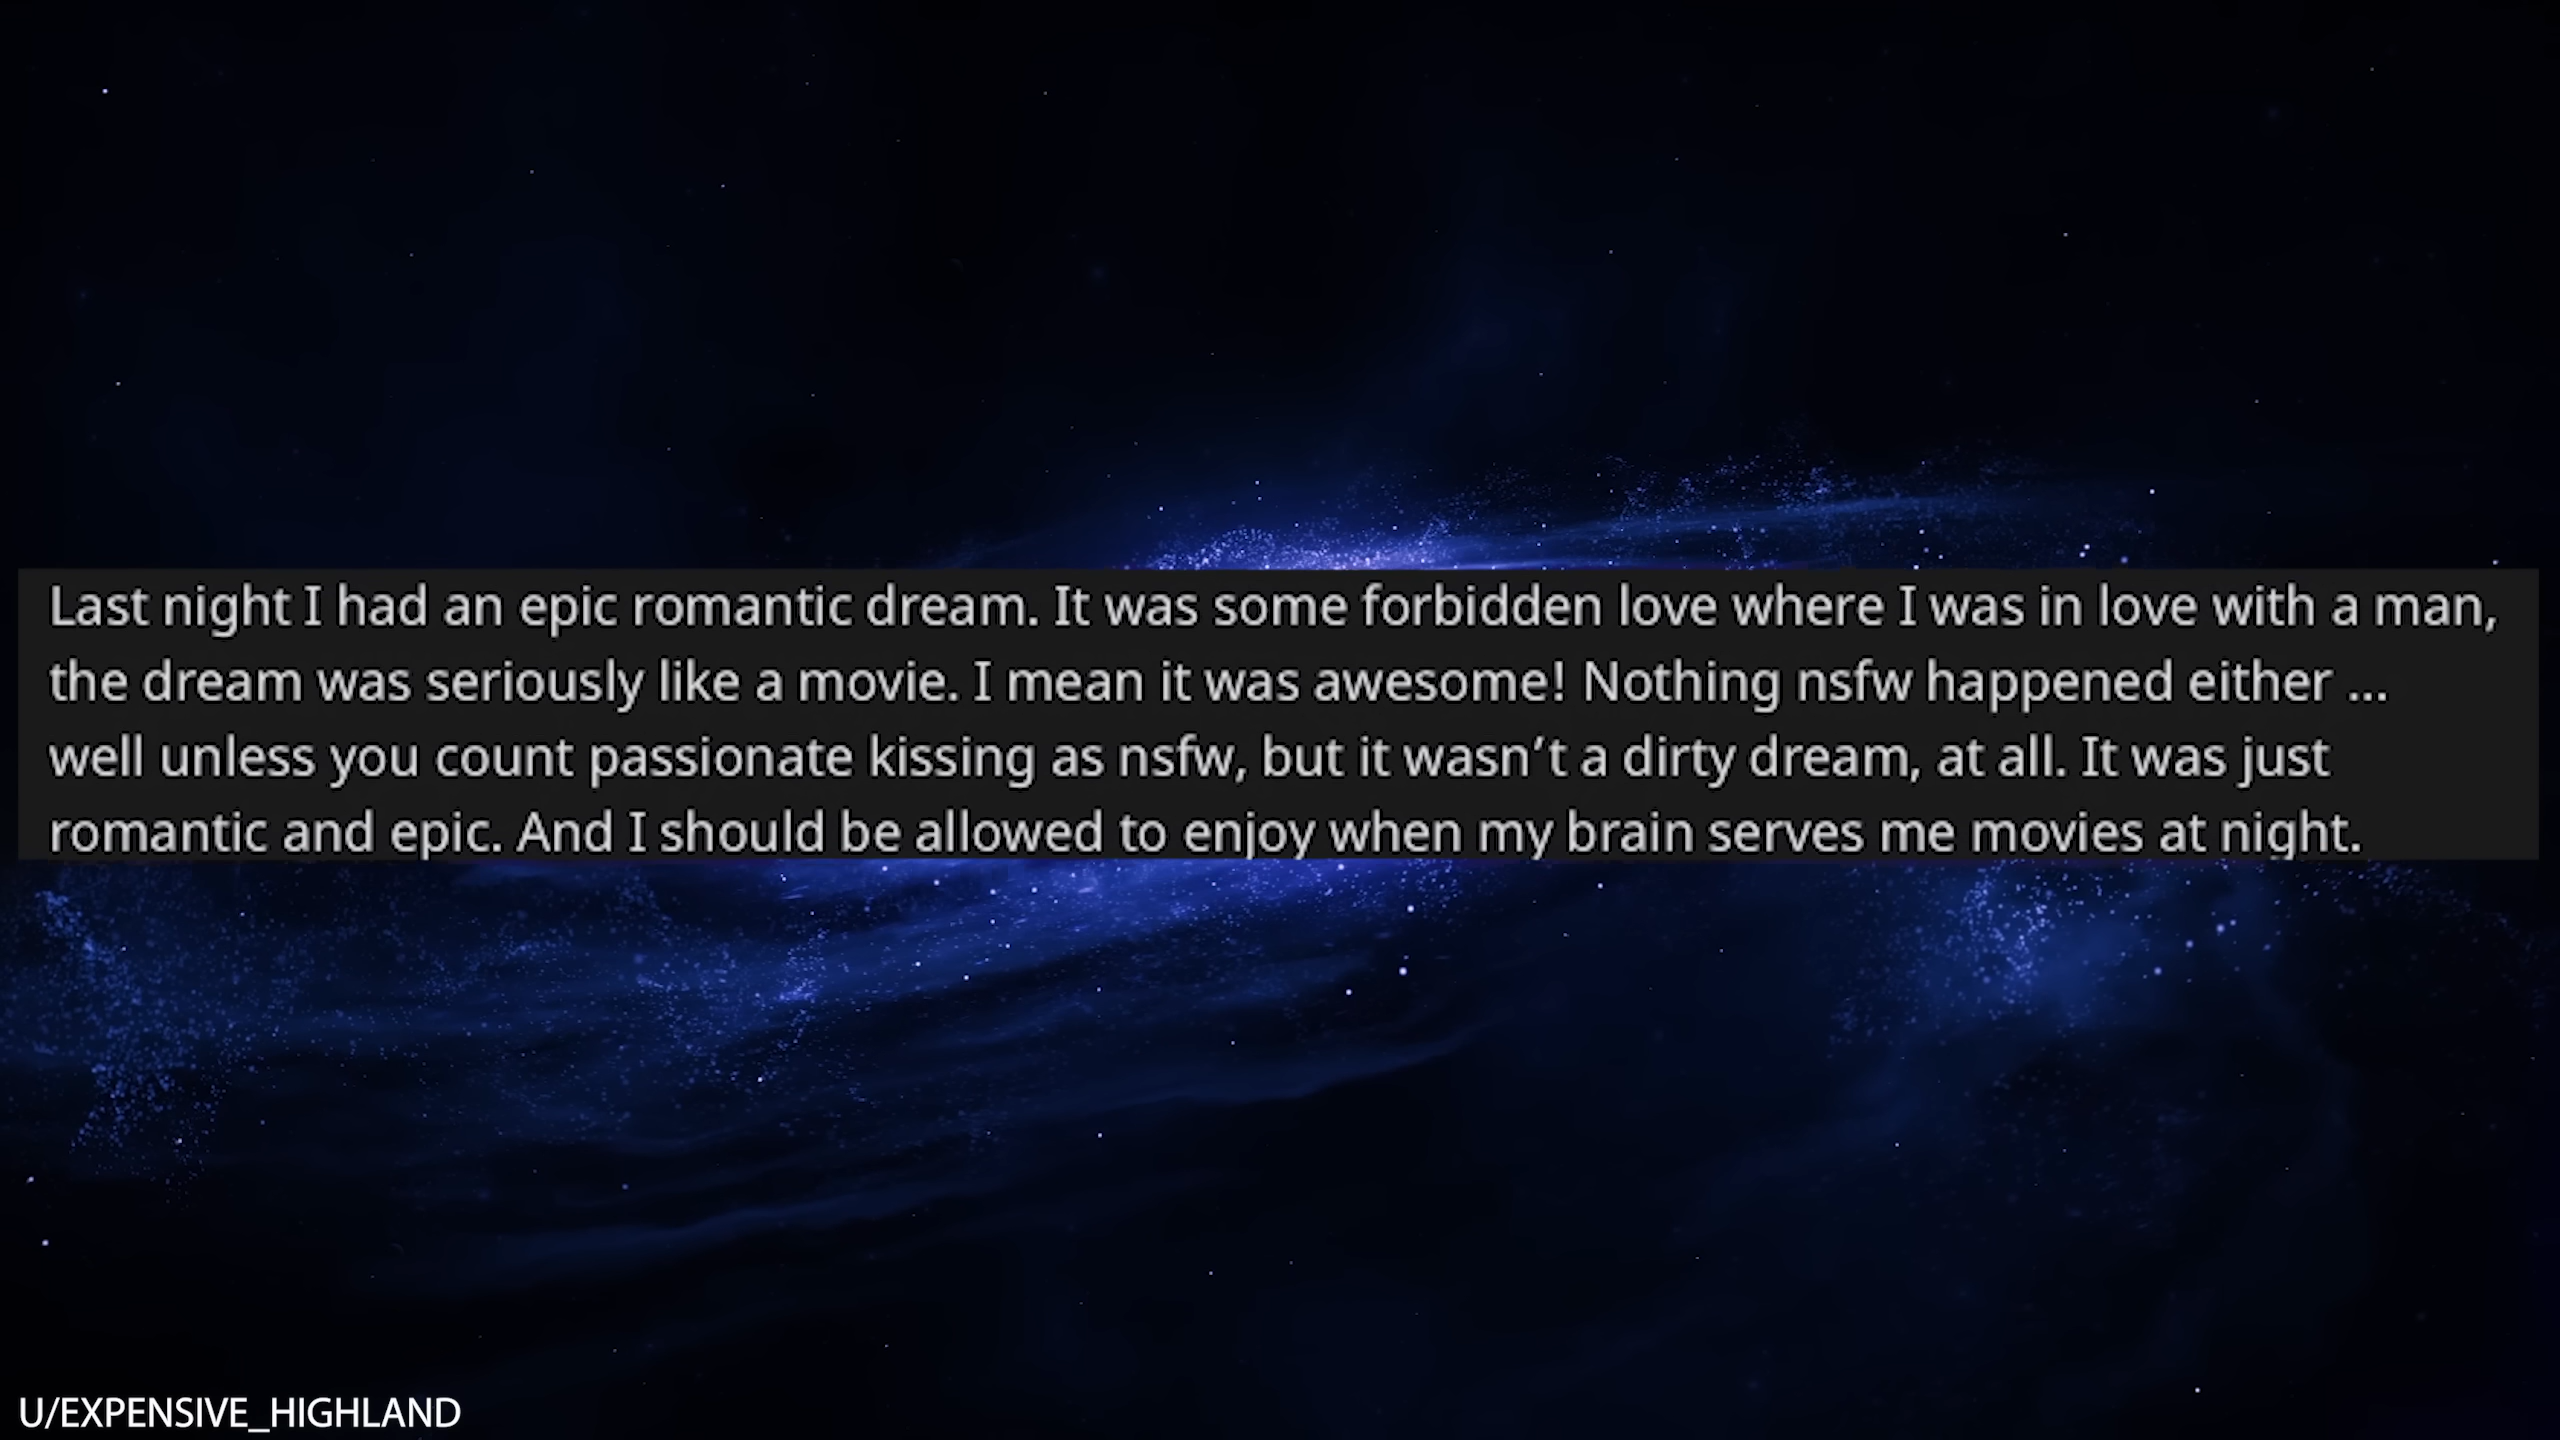 Last night I had an epic romantic dream. It was some forbidden love where I was in love with a man,
the dream was seriously like a movie. I mean it was awesome! Nothing nsfw happened either ...
well unless you count passionate kissing as nsfw, but it wasn’t a dirty dream, at all. It was just
romantic and epic. And I should be allowed to enjoy when my brain serves me movies at night.
U/EXPENSIVE_HIGHLAND